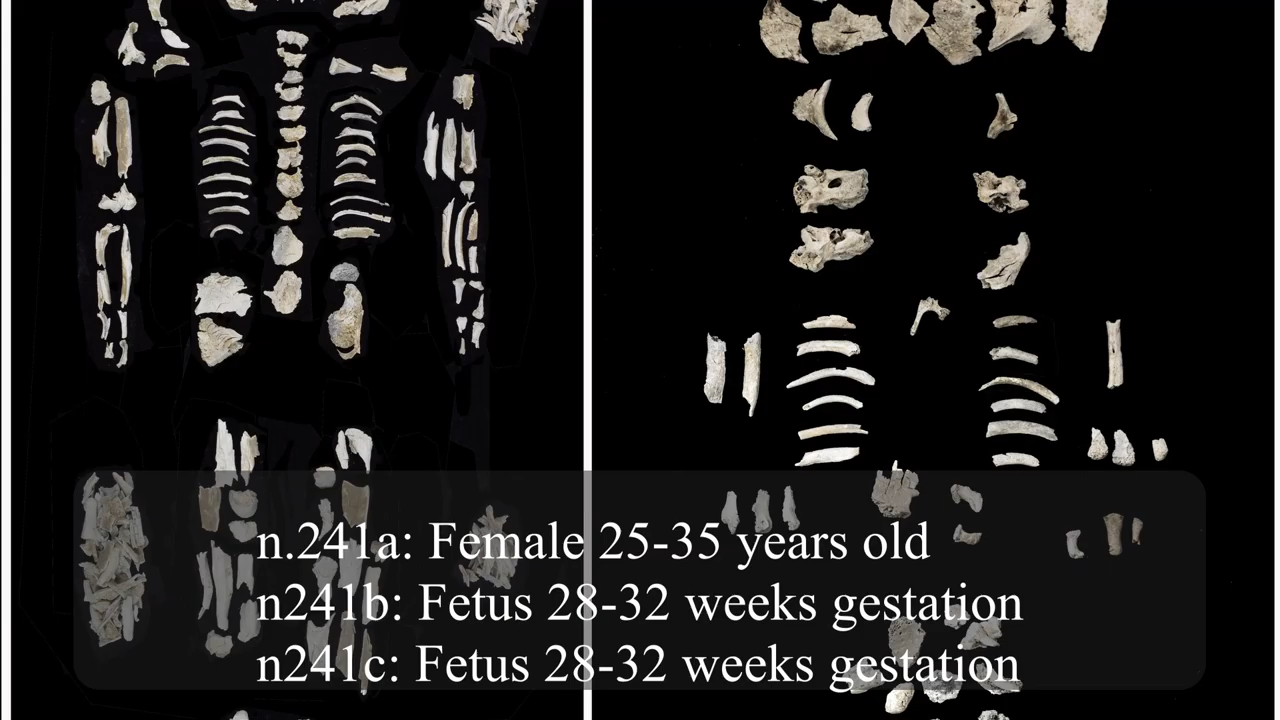 n.241a: Female 25-35 years old
n241b: Fetus 28-32 weeks gestation
n241c: Fetus 28-32 weeks gestation